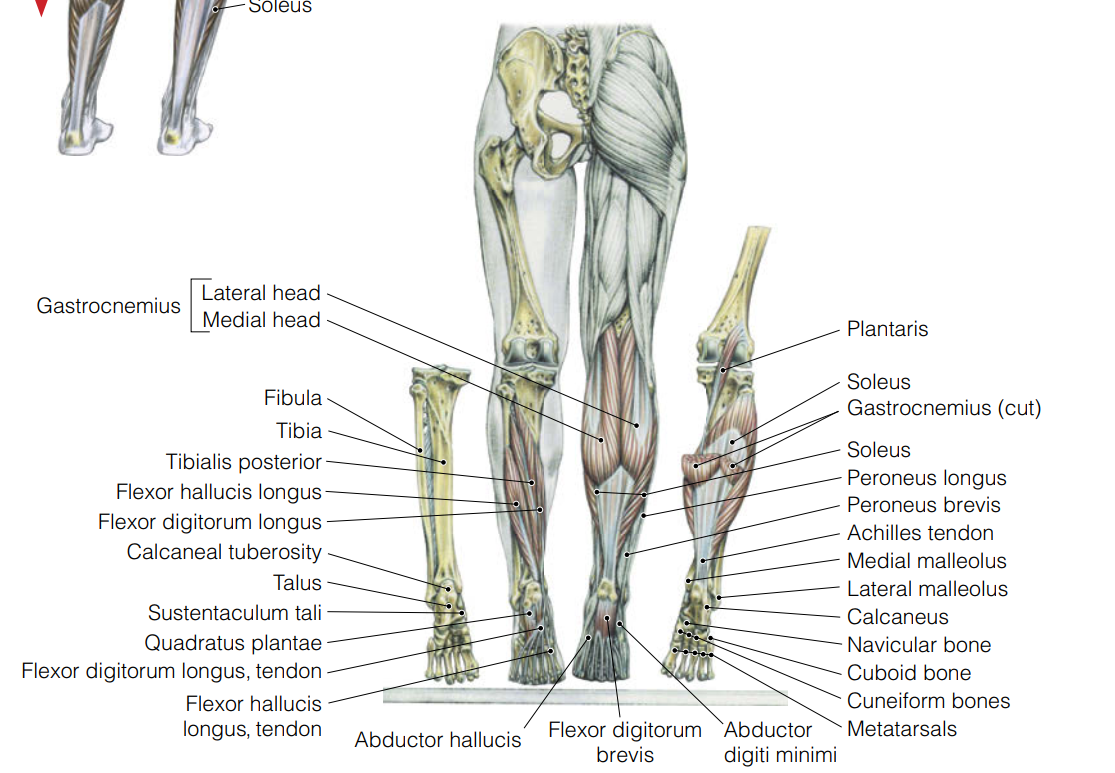 Soleus
Gastrocnemius
Lateral head
Medial head
Fibula
Tibia
Tibialis posterior
Flexor hallucis longus
Flexor digitorum longus
Calcaneal tuberosity
Talus
Sustentaculum tali
Quadratus plantae
Flexor digitorum longus, tendon
Flexor hallucis
longus, tendon
Abductor hallucis
Flexor digitorum
brevis
Abductor
digiti minimi
Plantaris
Soleus
Gastrocnemius (cut)
Soleus
Peroneus longus
Peroneus brevis
Achilles tendon
Medial malleolus
Lateral malleolus
Calcaneus
Navicular bone
Cuboid bone
Cuneiform bones
Metatarsals